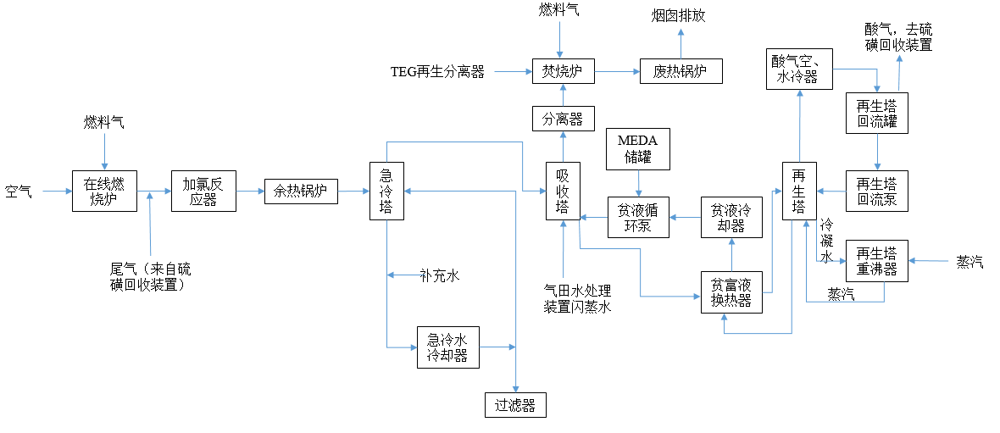 燃料气
烟囱排放
酸气，去硫
磺回收装置
TEG再生分离器
焚烧炉
废热锅炉
酸气空、
水冷器
再生塔
回流罐
分离器
燃料气
MEDA
储罐
空气
在线燃
烧炉
加氯反
应器
余热锅炉
急
冷
塔
吸
收
塔
贫液循
环泵
贫液冷
却器
再
生
塔
再生塔
回流泵
冷
凝
水
再生塔
重沸器
蒸汽
蒸汽
尾气（来自硫
磺回收装置）
补充水
气田水处理
装置闪蒸水
贫富液
换热器
急冷水
冷却器
过滤器